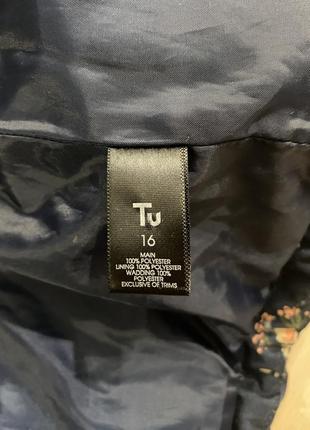 Tu
16
MAIN
100% POLYESTER
LINING 100% POLYESTER
WADDING 100%
POLYESTER
EXCLUSIVE OF TRIMS